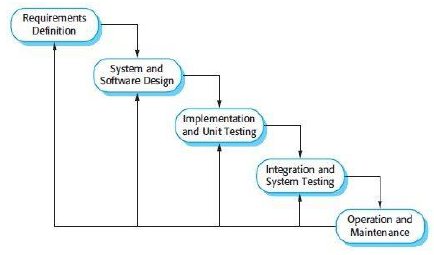 Requirements
Definition
System and
Software Design
Implementation
and Unit Testing
Integration and
System Testing
Operation and
Maintenance